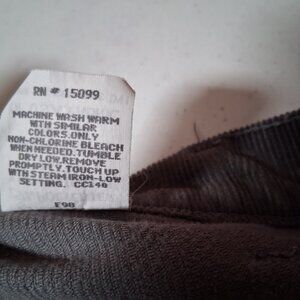 RN # 15099
MACHINE WASH WARM
WITH SIMILAR
COLORS.ONLY
NON-CHLORINE BLEACH
WHEN NEEDED.TUMBLE
DRY LOW.REMOVE
PROMPTLY.TOUCH UP
WITH STEAM IRON-LOW
SETTING. CC140
F98